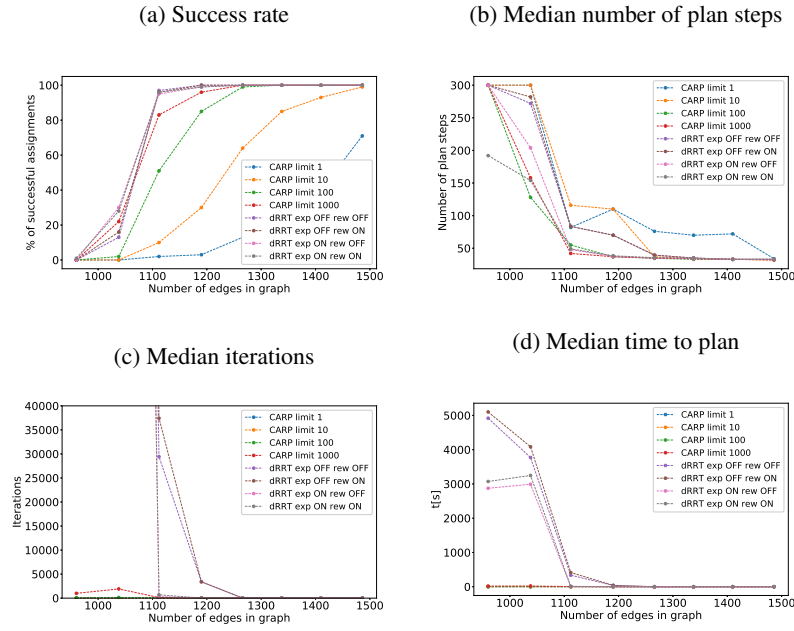 (a) Success rate
% of successful assignments
100
80
60
40
20
0
1000 1100 1200 1300 1400 1500
Number of edges in graph
CARP limit 1
CARP limit 10
CARP limit 100
CARP limit 1000
dRRT exp OFF rew OFF
dRRT exp OFF rew ON
dRRT exp ON rew OFF
dRRT exp ON rew ON
(b) Median number of plan steps
Number of plan steps
300
250
200
150
100
50
1000 1100 1200 1300 1400 1500
Number of edges in graph
CARP limit 1
CARP limit 10
CARP limit 100
CARP limit 1000
dRRT exp OFF rew OFF
dRRT exp OFF rew ON
dRRT exp ON rew OFF
dRRT exp ON rew ON
(c) Median iterations
Iterations
40000
35000
30000
25000
20000
15000
10000
5000
0
1000 1100 1200 1300 1400 1500
Number of edges in graph
CARP limit 1
CARP limit 10
CARP limit 100
CARP limit 1000
dRRT exp OFF rew OFF
dRRT exp OFF rew ON
dRRT exp ON rew OFF
dRRT exp ON rew ON
(d) Median time to plan
t[s]
5000
4000
3000
2000
1000
0
1000 1100 1200 1300 1400 1500
Number of edges in graph
CARP limit 1
CARP limit 10
CARP limit 100
CARP limit 1000
dRRT exp OFF rew OFF
dRRT exp OFF rew ON
dRRT exp ON rew OFF
dRRT exp ON rew ON